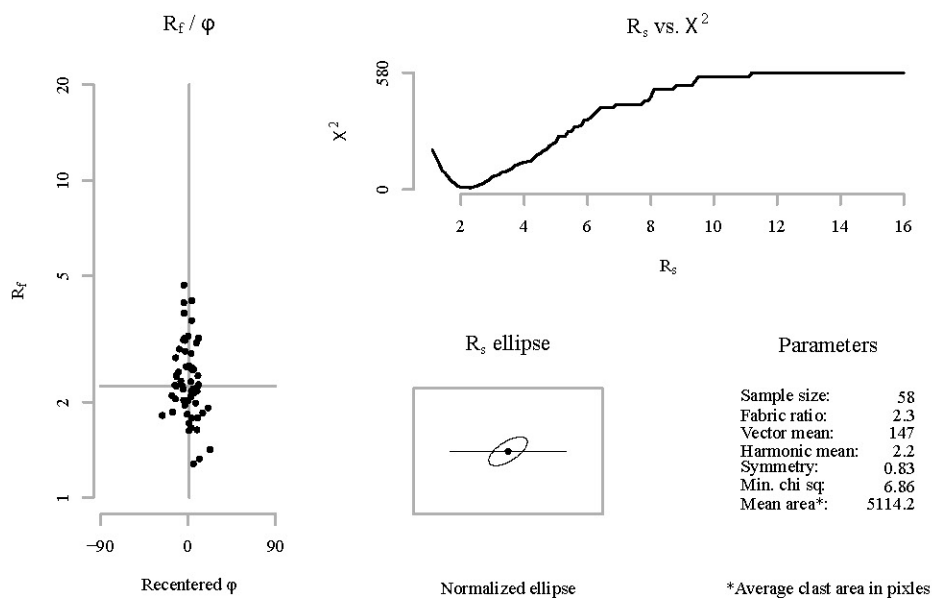 Rf / φ
20
10
5
2
1
Rf
−90 0 90
Recentered φ
Rs vs. X2
580
0
X2
2 4 6 8 10 12 14 16
Rs
Rs ellipse
Normalized ellipse
Parameters
Sample size: 58
Fabric ratio: 2.3
Vector mean: 147
Harmonic mean: 2.2
Symmetry: 0.83
Min. chi sq: 6.86
Mean area*: 5114.2
*Average clast area in pixles